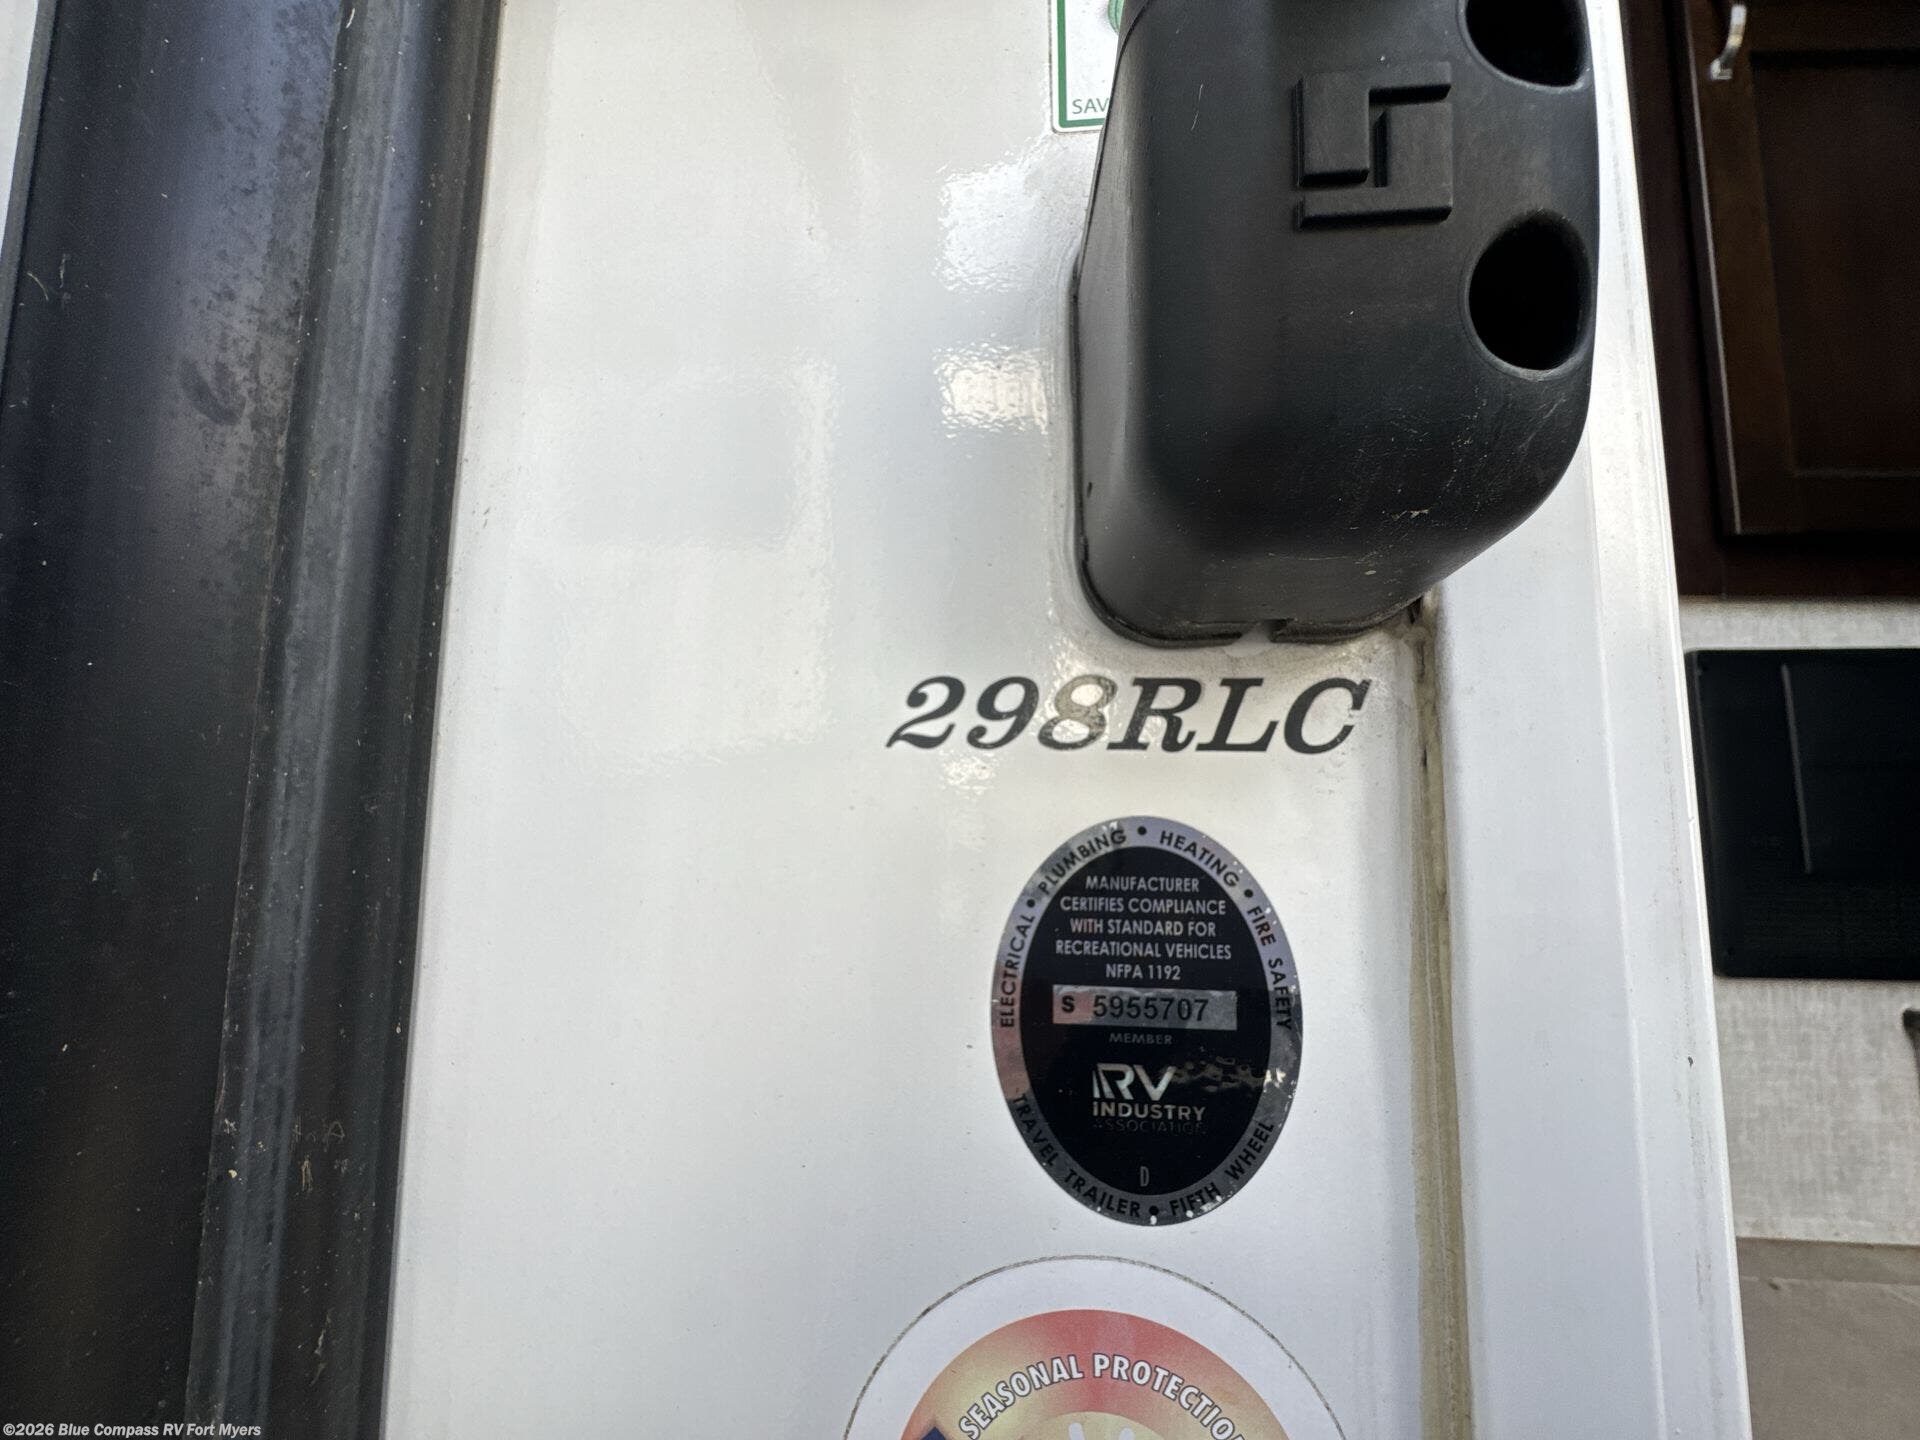 SAV
298RLC
ELECTRICAL • PLUMBING • HEATING • FIRE SAFETY
MANUFACTURER
CERTIFIES COMPLIANCE
WITH STANDARD FOR
RECREATIONAL VEHICLES
NFPA 1192
S 5955707
MEMBER
RV
INDUSTRY
ASSOCIATION
D
TRAVEL TRAILER • FIFTH WHEEL
SEASONAL PROTECTION
©2026 Blue Compass RV Fort Myers